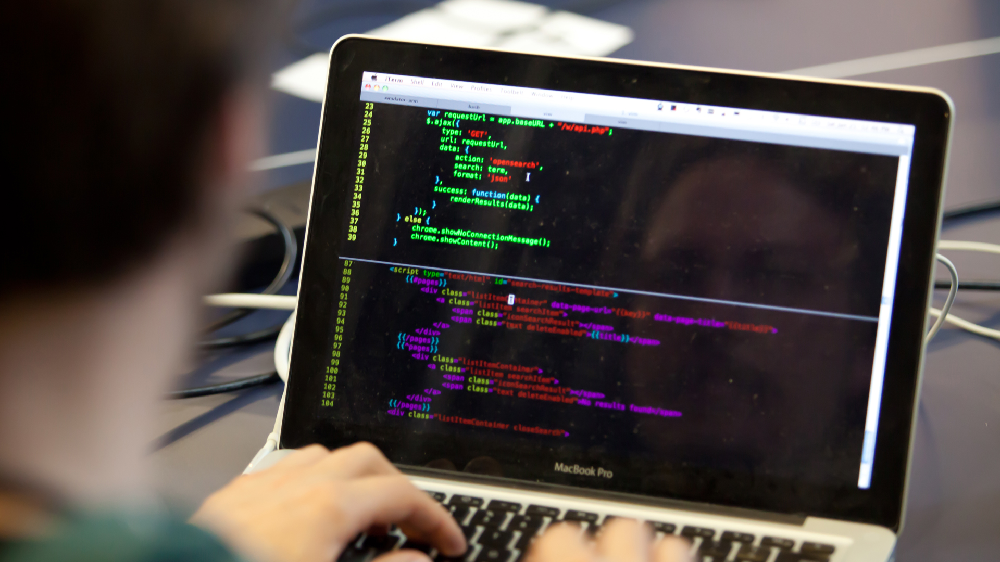 iTerm Shell Edit View Profiles Toolbelt Window Help
emulator-arm bash vim vim
vim
23
24 var requestUrl = app.baseURL + "/w/api.php";
25 $.ajax({
26 type: 'GET',
27 url: requestUrl,
28 data: {
29 action: 'opensearch',
30 search: term,
31 format: 'json'
32 },
33 success: function(data) {
34 renderResults(data);
35 }
36 });
37 } else {
38 chrome.showNoConnectionMessage();
39 chrome.showContent();
}
87 <script type="text/html" id="search-results-template">
88 {{#pages}}
89 <div class="listItemContainer" data-page-url="{{key}}" data-page-title="{{title}}">
90 <a class="listItem searchItem">
91 <span class="iconSearchResult"></span>
92 <span class="text deleteEnabled">{{title}}</span>
93 </a>
94 </div>
95 {{/pages}}
96 {{^pages}}
97 <div class="listItemContainer">
98 <a class="listItem searchItem">
99 <span class="iconSearchResult"></span>
100 <span class="text deleteEnabled">No results found</span>
101 </a>
102 </div>
103 {{/pages}}
104 <div class="listItemContainer closeSearch">
MacBook Pro